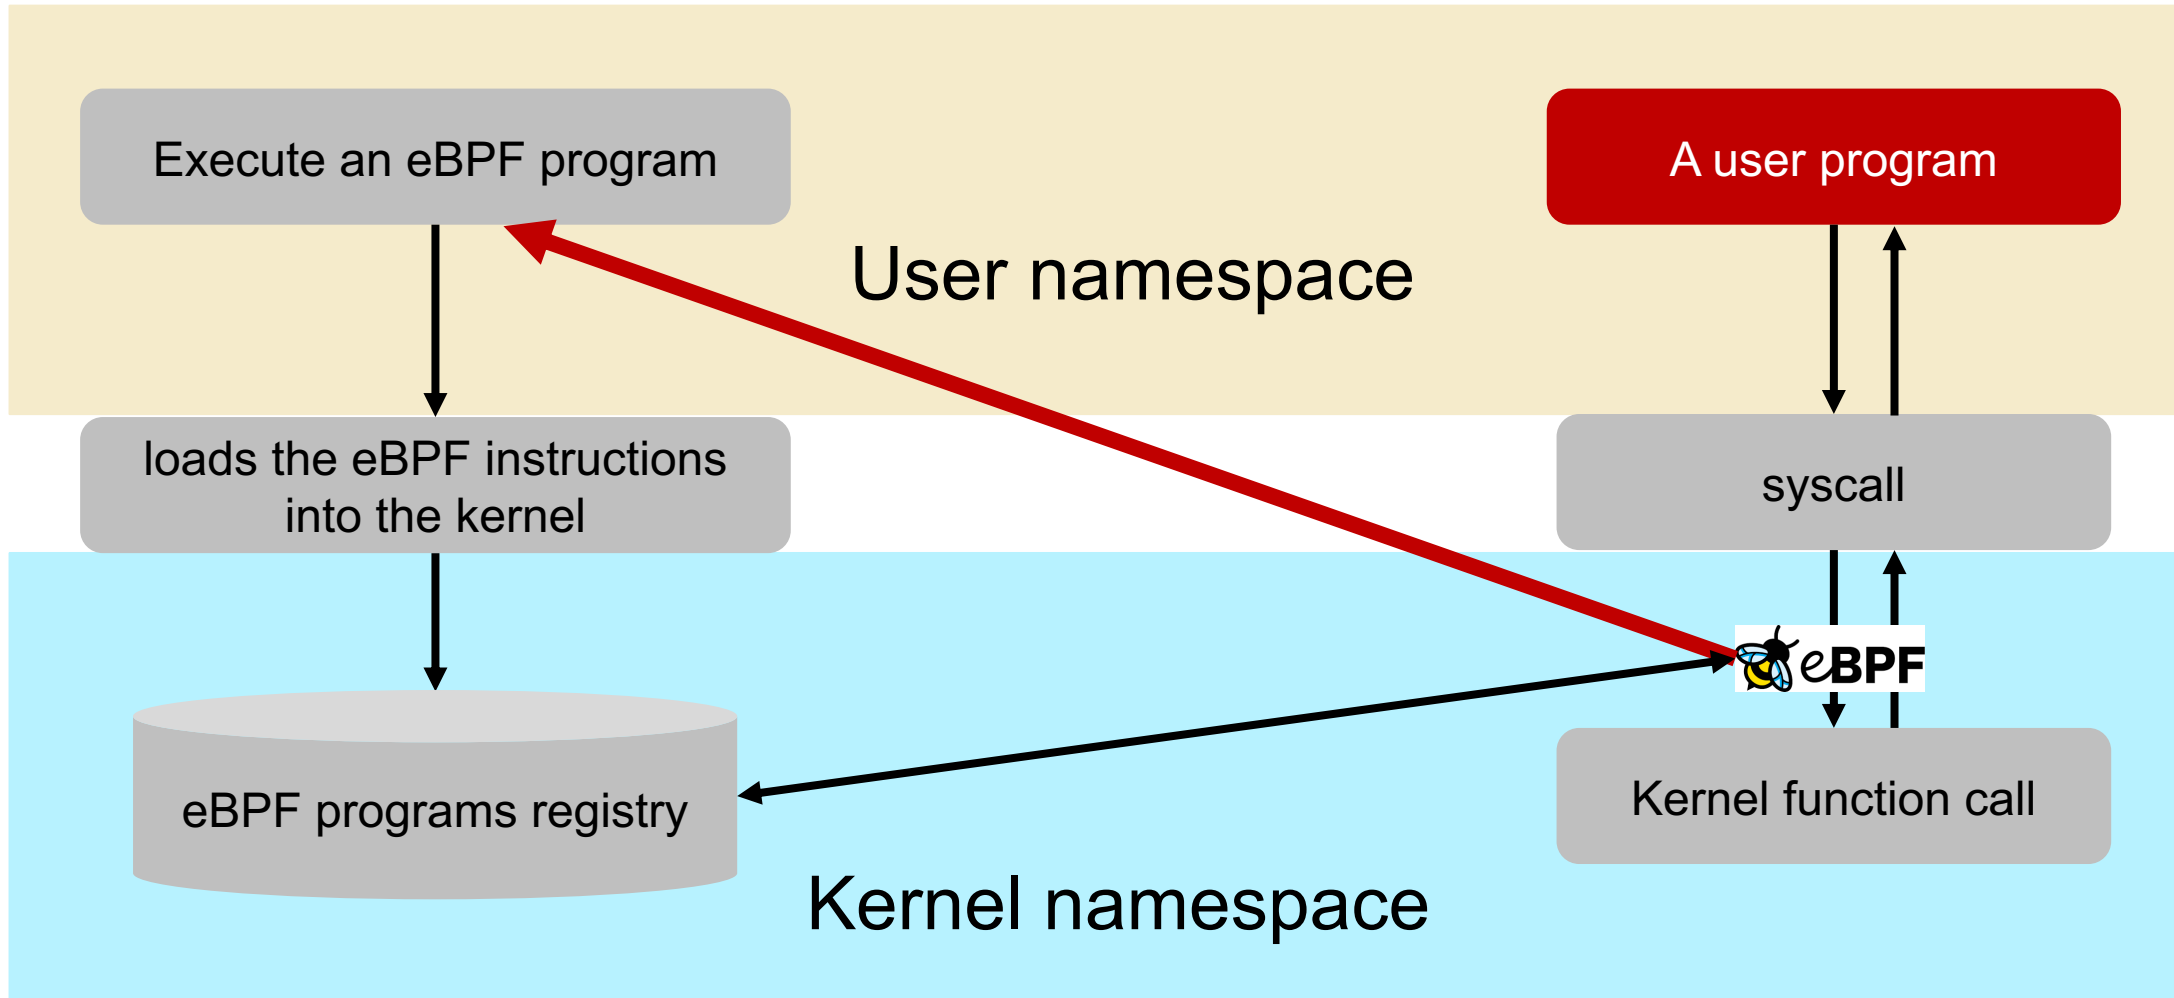 Execute an eBPF program
A user program
User namespace
loads the eBPF instructions
into the kernel
syscall
eBPF
eBPF programs registry
Kernel function call
Kernel namespace